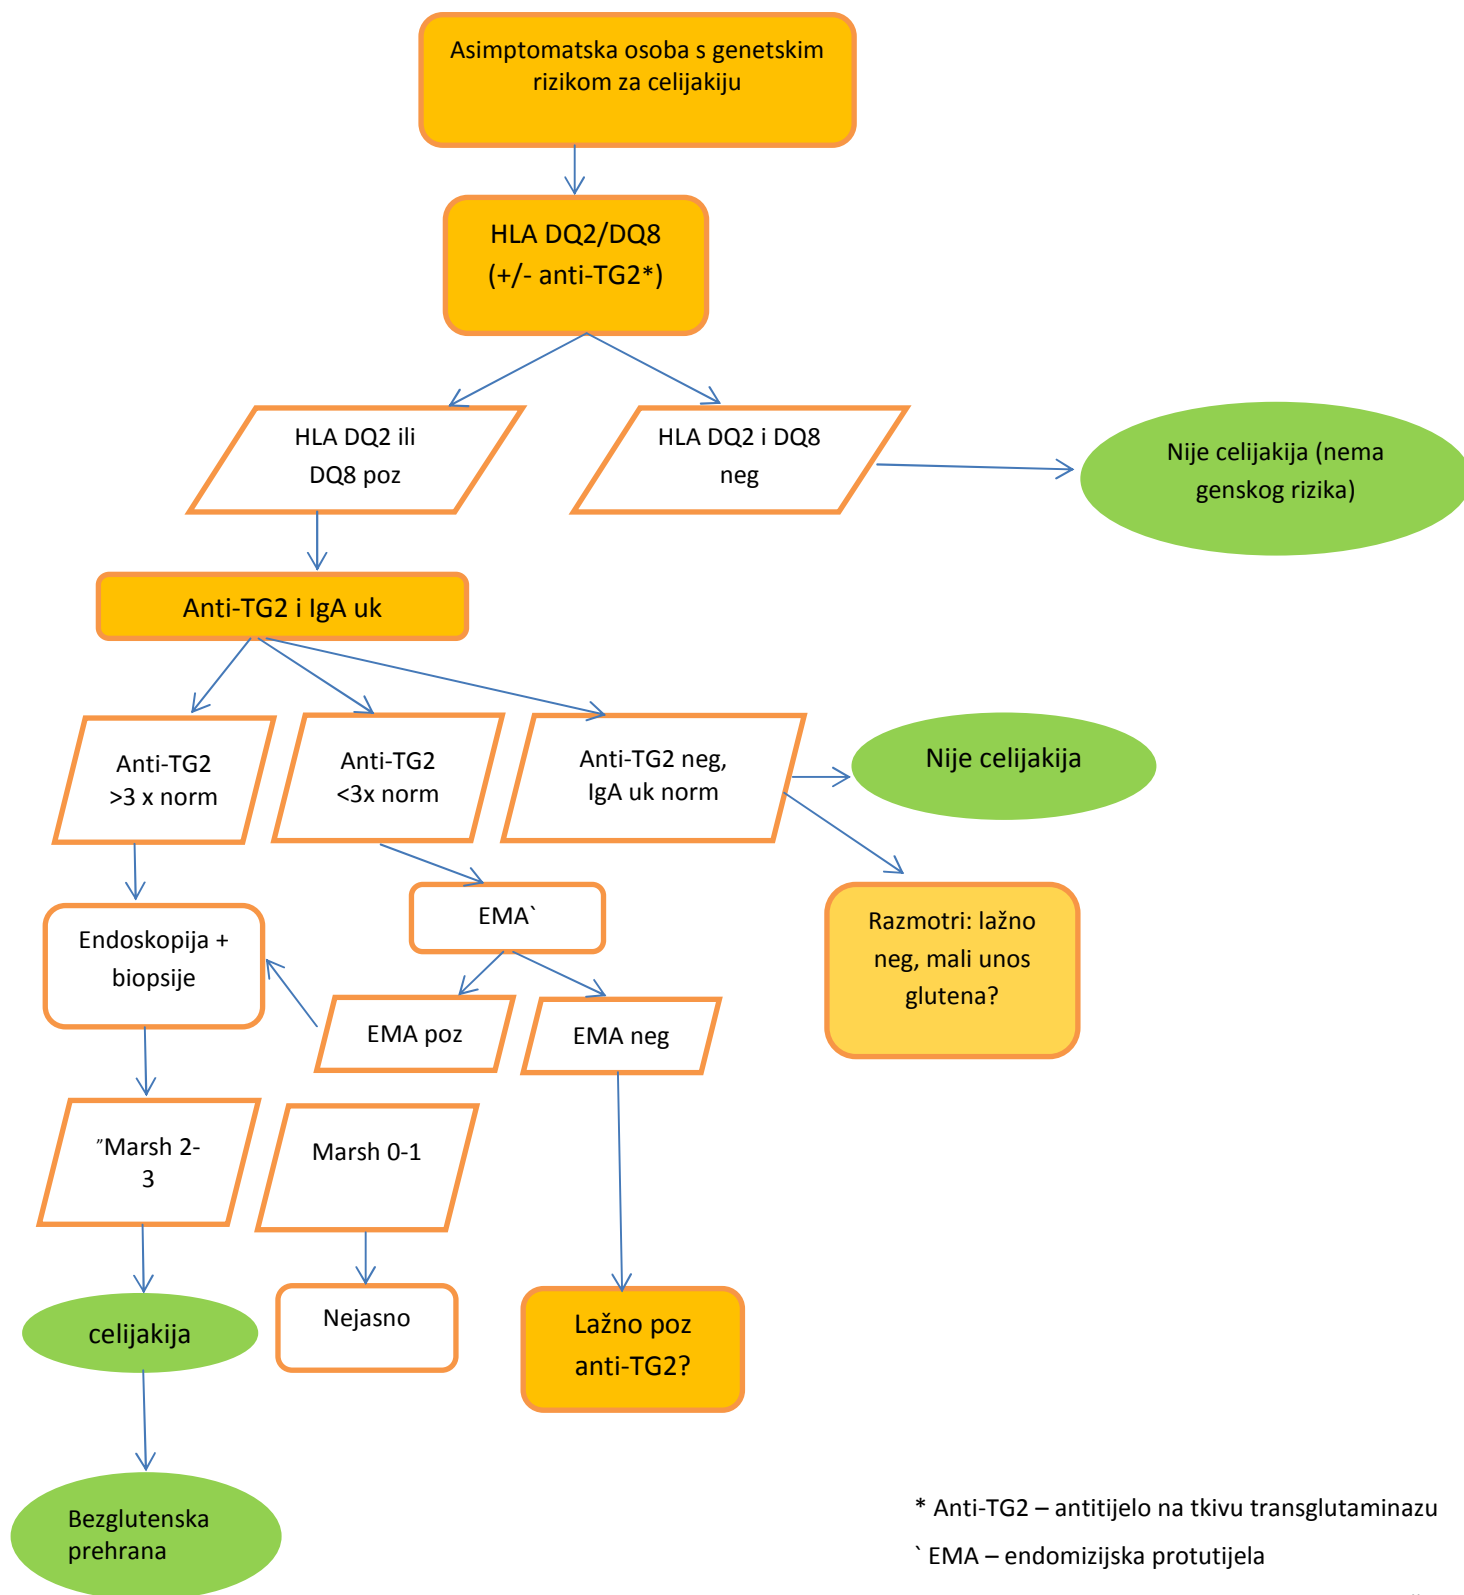 Asimptomatska osoba s genetskim
rizikom za celijakiju
HLA DQ2/DQ8
(+/- anti-TG2*)
HLA DQ2 ili
DQ8 poz
HLA DQ2 i DQ8
neg
Nije celijakija (nema
genskog rizika)
Anti-TG2 i IgA uk
Anti-TG2
>3 x norm
Anti-TG2
<3x norm
Anti-TG2 neg,
IgA uk norm
Nije celijakija
Endoskopija +
biopsije
EMA`
Razmotri: lažno
neg, mali unos
glutena?
EMA poz
EMA neg
"Marsh 2-
3
Marsh 0-1
celijakija
Nejasno
Lažno poz
anti-TG2?
Bezglutenska
prehrana
* Anti-TG2 – antitijelo na tkivu transglutaminazu
` EMA – endomizijska protutijela